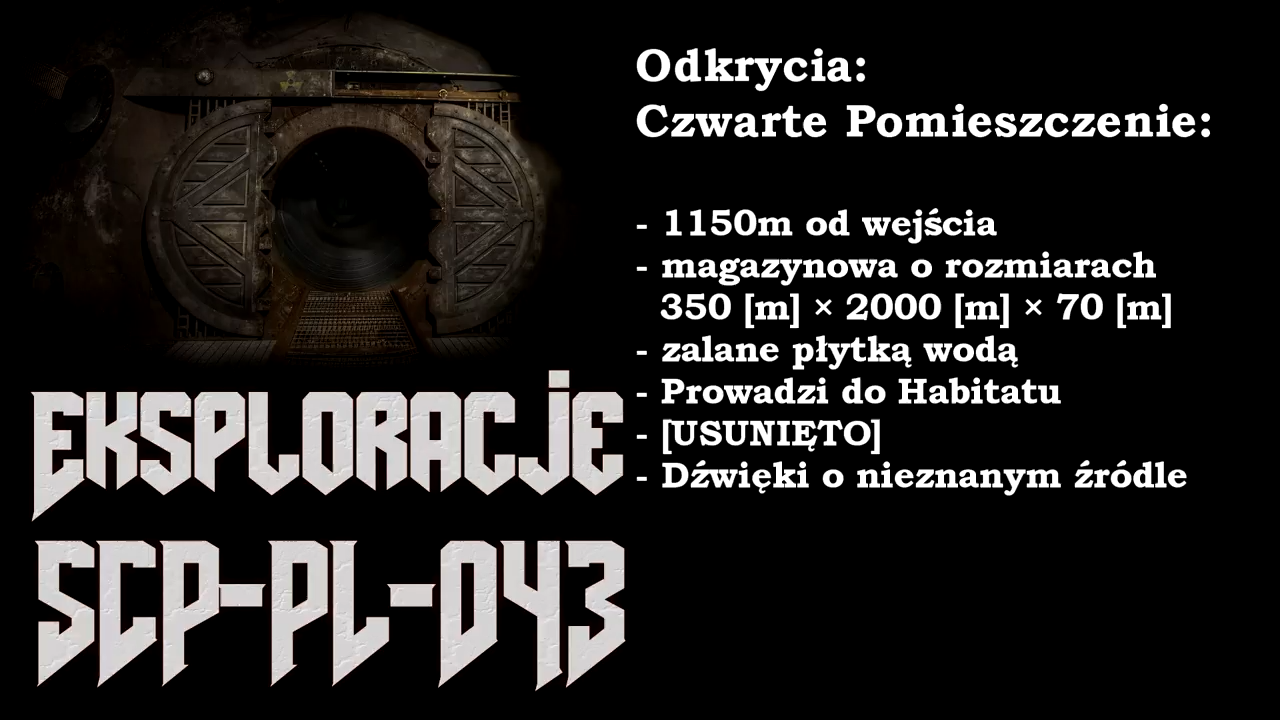 Odkrycia:
Czwarte Pomieszczenie:
- 1150m od wejścia
- magazynowa o rozmiarach
350 [m] × 2000 [m] × 70 [m]
- zalane płytką wodą
- Prowadzi do Habitatu
- [USUNIĘTO]
- Dźwięki o nieznanym źródle
EKSPLORACJE
SCP-PL-043